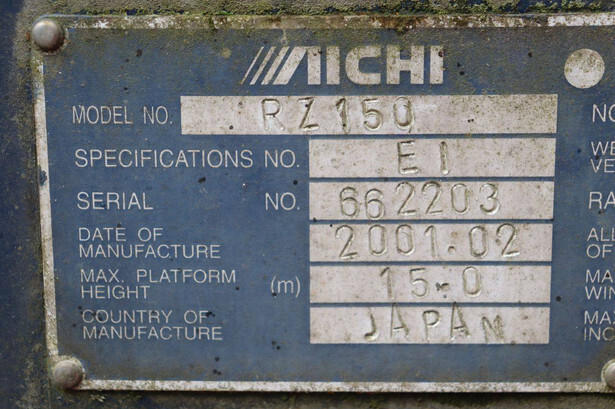 AICHI
MODEL NO. RZ150
SPECIFICATIONS NO. E1
SERIAL NO. 662203
DATE OF
MANUFACTURE 2001.02
MAX. PLATFORM
HEIGHT (m) 15.0
COUNTRY OF
MANUFACTURE JAPAN